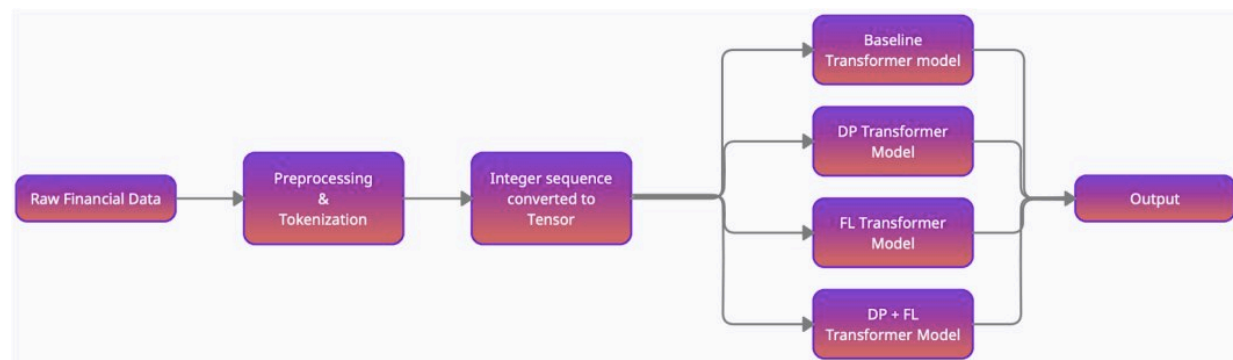 Raw Financial Data
Preprocessing
&
Tokenization
Integer sequence
converted to
Tensor
Baseline
Transformer model
DP Transformer
Model
FL Transformer
Model
DP + FL
Transformer Model
Output